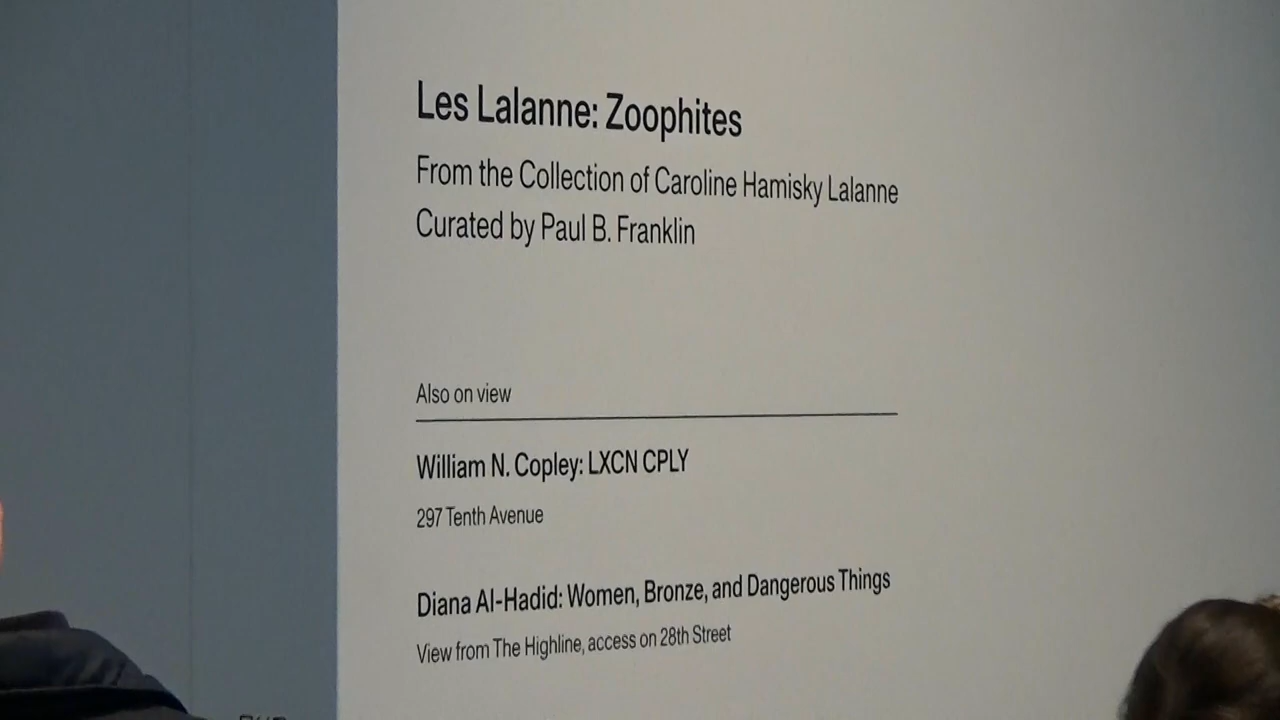 Les Lalanne: Zoophites
From the Collection of Caroline Hamisky Lalanne
Curated by Paul B. Franklin
Also on view
William N. Copley: LXCN CPLY
297 Tenth Avenue
Diana Al-Hadid: Women, Bronze, and Dangerous Things
View from The Highline, access on 28th Street